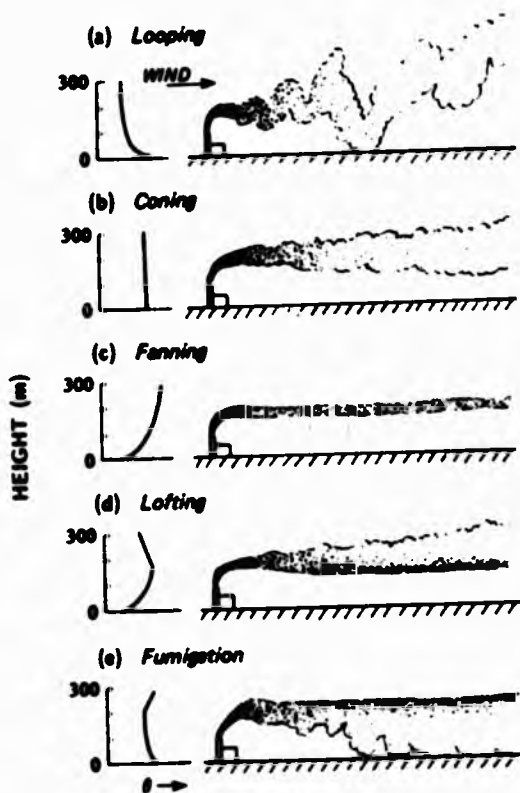 (a) Looping
WIND
300
0
(b) Coning
300
0
(c) Fanning
300
0
HEIGHT (m)
(d) Lofting
300
0
(e) Fumigation
300
0
θ